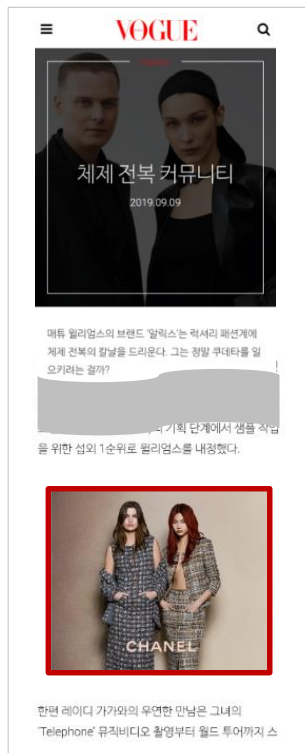 VOGUE
체제 전복 커뮤니티
2019.09.09
매튜 윌리엄스의 브랜드 '알릭스'는 럭셔리 패션계에
체제 전복의 칼날을 드리운다. 그는 정말 쿠데타를 일
으키려는 걸까?
기획 단계에서 샘플 작업
을 위한 섭외 1순위로 윌리엄스를 내정했다.
CHANEL
한편 레이디 가가와의 우연한 만남은 그녀의
'Telephone' 뮤직비디오 촬영부터 월드 투어까지 스